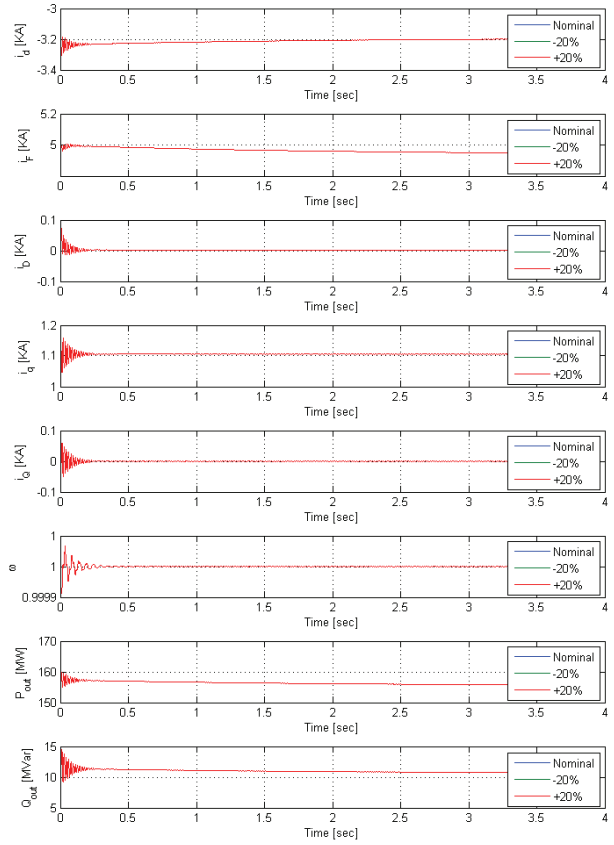 -3
-3.2
-3.4
i_d [KA]
Nominal
-20%
+20%
0 0.5 1 1.5 2 2.5 3 3.5 4
Time [sec]
5.2
5
i_F [KA]
Nominal
-20%
+20%
0 0.5 1 1.5 2 2.5 3 3.5 4
Time [sec]
0.1
0
-0.1
i_D [KA]
Nominal
-20%
+20%
0 0.5 1 1.5 2 2.5 3 3.5 4
Time [sec]
1.2
1.1
1
i_q [KA]
Nominal
-20%
+20%
0 0.5 1 1.5 2 2.5 3 3.5 4
Time [sec]
0.1
0
-0.1
i_Q [KA]
Nominal
-20%
+20%
0 0.5 1 1.5 2 2.5 3 3.5 4
Time [sec]
1
1
0.9999
ω
Nominal
-20%
+20%
0 0.5 1 1.5 2 2.5 3 3.5 4
Time [sec]
170
160
150
P_out [MW]
Nominal
-20%
+20%
0 0.5 1 1.5 2 2.5 3 3.5 4
Time [sec]
15
10
5
Q_out [MVar]
Nominal
-20%
+20%
0 0.5 1 1.5 2 2.5 3 3.5 4
Time [sec]